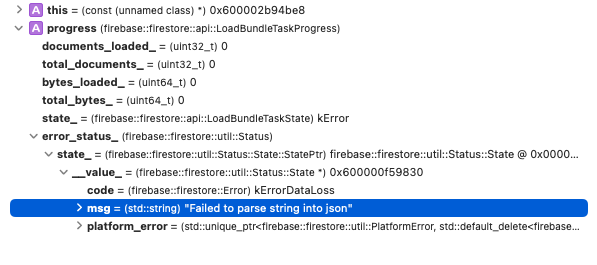 A this = (const (unnamed class) *) 0x600002b94be8
A progress (firebase::firestore::api::LoadBundleTaskProgress)
documents_loaded_ = (uint32_t) 0
total_documents_ = (uint32_t) 0
bytes_loaded_ = (uint64_t) 0
total_bytes_ = (uint64_t) 0
state_ = (firebase::firestore::api::LoadBundleTaskState) kError
error_status_ (firebase::firestore::util::Status)
state_ = (firebase::firestore::util::Status::State::StatePtr) firebase::firestore::util::Status::State @ 0x0000...
__value_ = (firebase::firestore::util::Status::State *) 0x600000f59830
code = (firebase::firestore::Error) kErrorDataLoss
msg = (std::string) "Failed to parse string into json"
platform_error = (std::unique_ptr<firebase::firestore::util::PlatformError, std::default_delete<firebase...